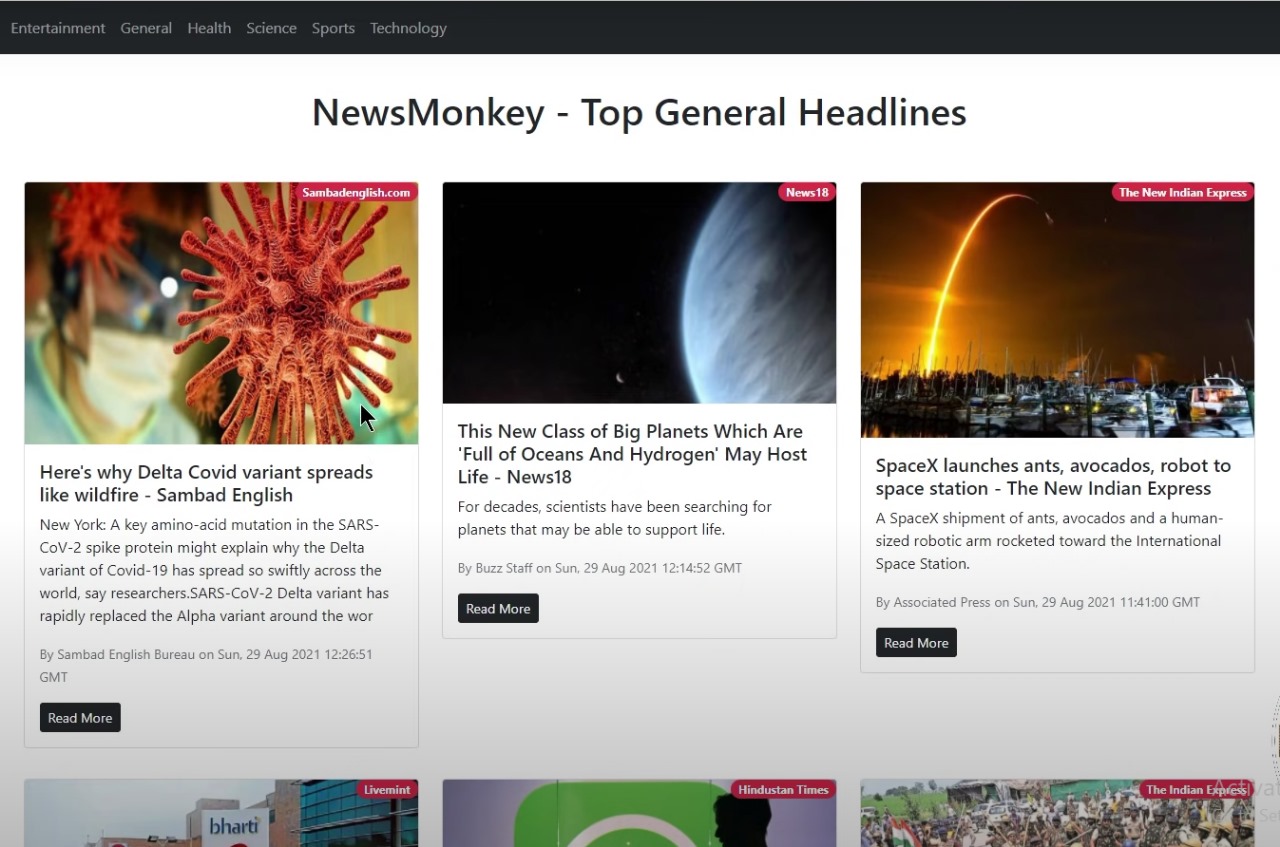 Entertainment General Health Science Sports Technology
NewsMonkey - Top General Headlines
Sambadenglish.com
Here's why Delta Covid variant spreads
like wildfire - Sambad English
New York: A key amino-acid mutation in the SARS-
CoV-2 spike protein might explain why the Delta
variant of Covid-19 has spread so swiftly across the
world, say researchers.SARS-CoV-2 Delta variant has
rapidly replaced the Alpha variant around the wor
By Sambad English Bureau on Sun, 29 Aug 2021 12:26:51
GMT
Read More
News18
This New Class of Big Planets Which Are
'Full of Oceans And Hydrogen' May Host
Life - News18
For decades, scientists have been searching for
planets that may be able to support life.
By Buzz Staff on Sun, 29 Aug 2021 12:14:52 GMT
Read More
The New Indian Express
SpaceX launches ants, avocados, robot to
space station - The New Indian Express
A SpaceX shipment of ants, avocados and a human-
sized robotic arm rocketed toward the International
Space Station.
By Associated Press on Sun, 29 Aug 2021 11:41:00 GMT
Read More
Livemint
bharti
Hindustan Times
The Indian Express